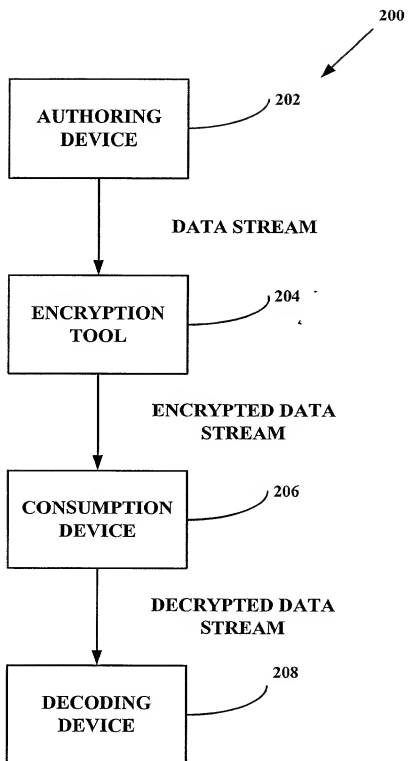 200
AUTHORING
DEVICE
202
DATA STREAM
ENCRYPTION
TOOL
204
ENCRYPTED DATA
STREAM
CONSUMPTION
DEVICE
206
DECRYPTED DATA
STREAM
DECODING
DEVICE
208